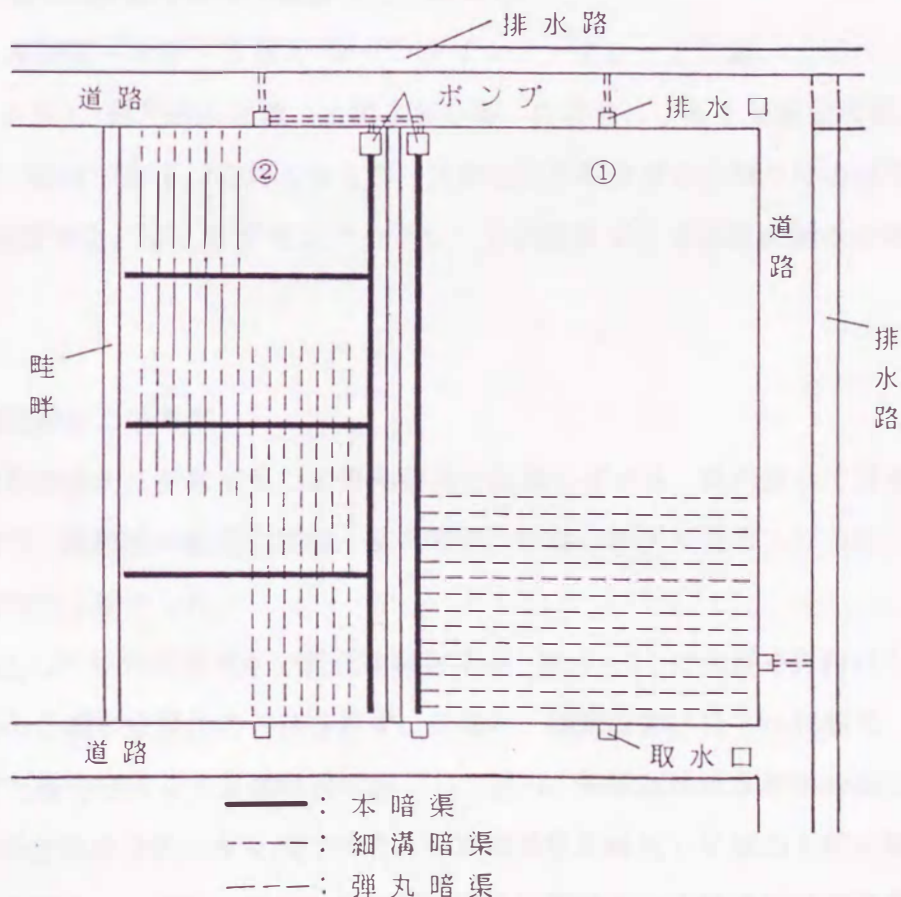 排水路
道路
ポンプ
排水口
②
①
道路
畦畔
排水路
道路
取水口
：本暗渠
：細溝暗渠
：弾丸暗渠